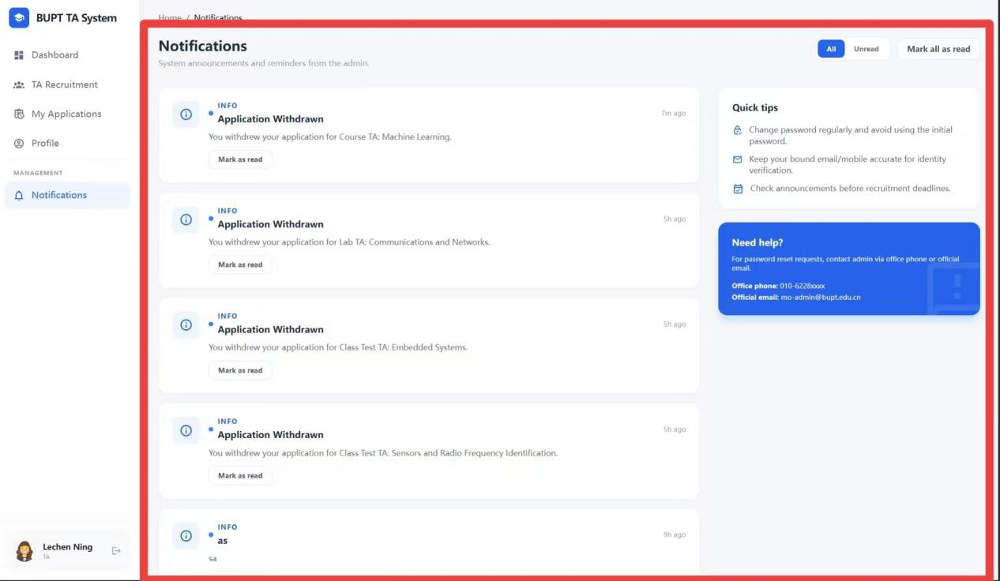 BUPT TA System
Dashboard
TA Recruitment
My Applications
Profile
MANAGEMENT
Notifications
Lechen Ning
TA
Home / Notifications
Notifications
System announcements and reminders from the admin.
All
Unread
Mark all as read
INFO
Application Withdrawn
7m ago
You withdrew your application for Course TA: Machine Learning.
Mark as read
INFO
Application Withdrawn
5h ago
You withdrew your application for Lab TA: Communications and Networks.
Mark as read
INFO
Application Withdrawn
5h ago
You withdrew your application for Class Test TA: Embedded Systems.
Mark as read
INFO
Application Withdrawn
5h ago
You withdrew your application for Class Test TA: Sensors and Radio Frequency Identification.
Mark as read
INFO
as
9h ago
sa
Quick tips
Change password regularly and avoid using the initial
password.
Keep your bound email/mobile accurate for identity
verification.
Check announcements before recruitment deadlines.
Need help?
For password reset requests, contact admin via office phone or official
email.
Office phone: 010-6228xxxx
Official email: mo-admin@bupt.edu.cn